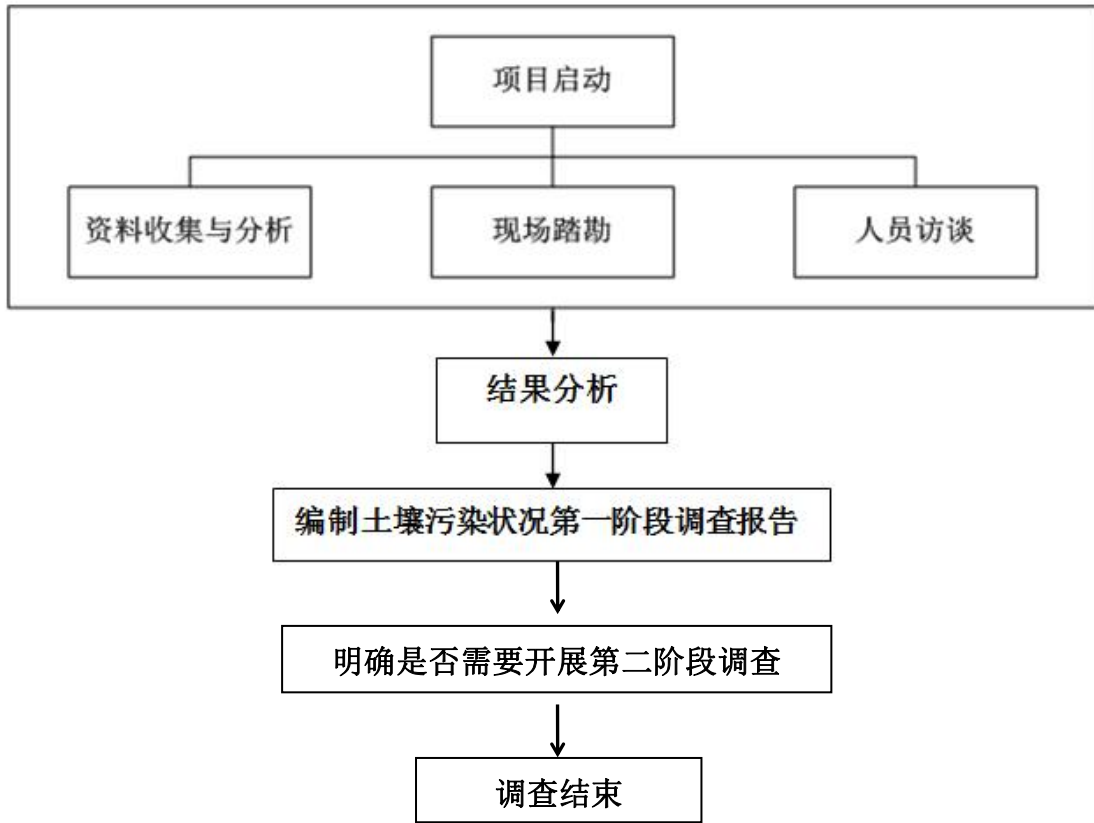 项目启动
资料收集与分析
现场踏勘
人员访谈
结果分析
编制土壤污染状况第一阶段调查报告
明确是否需要开展第二阶段调查
调查结束